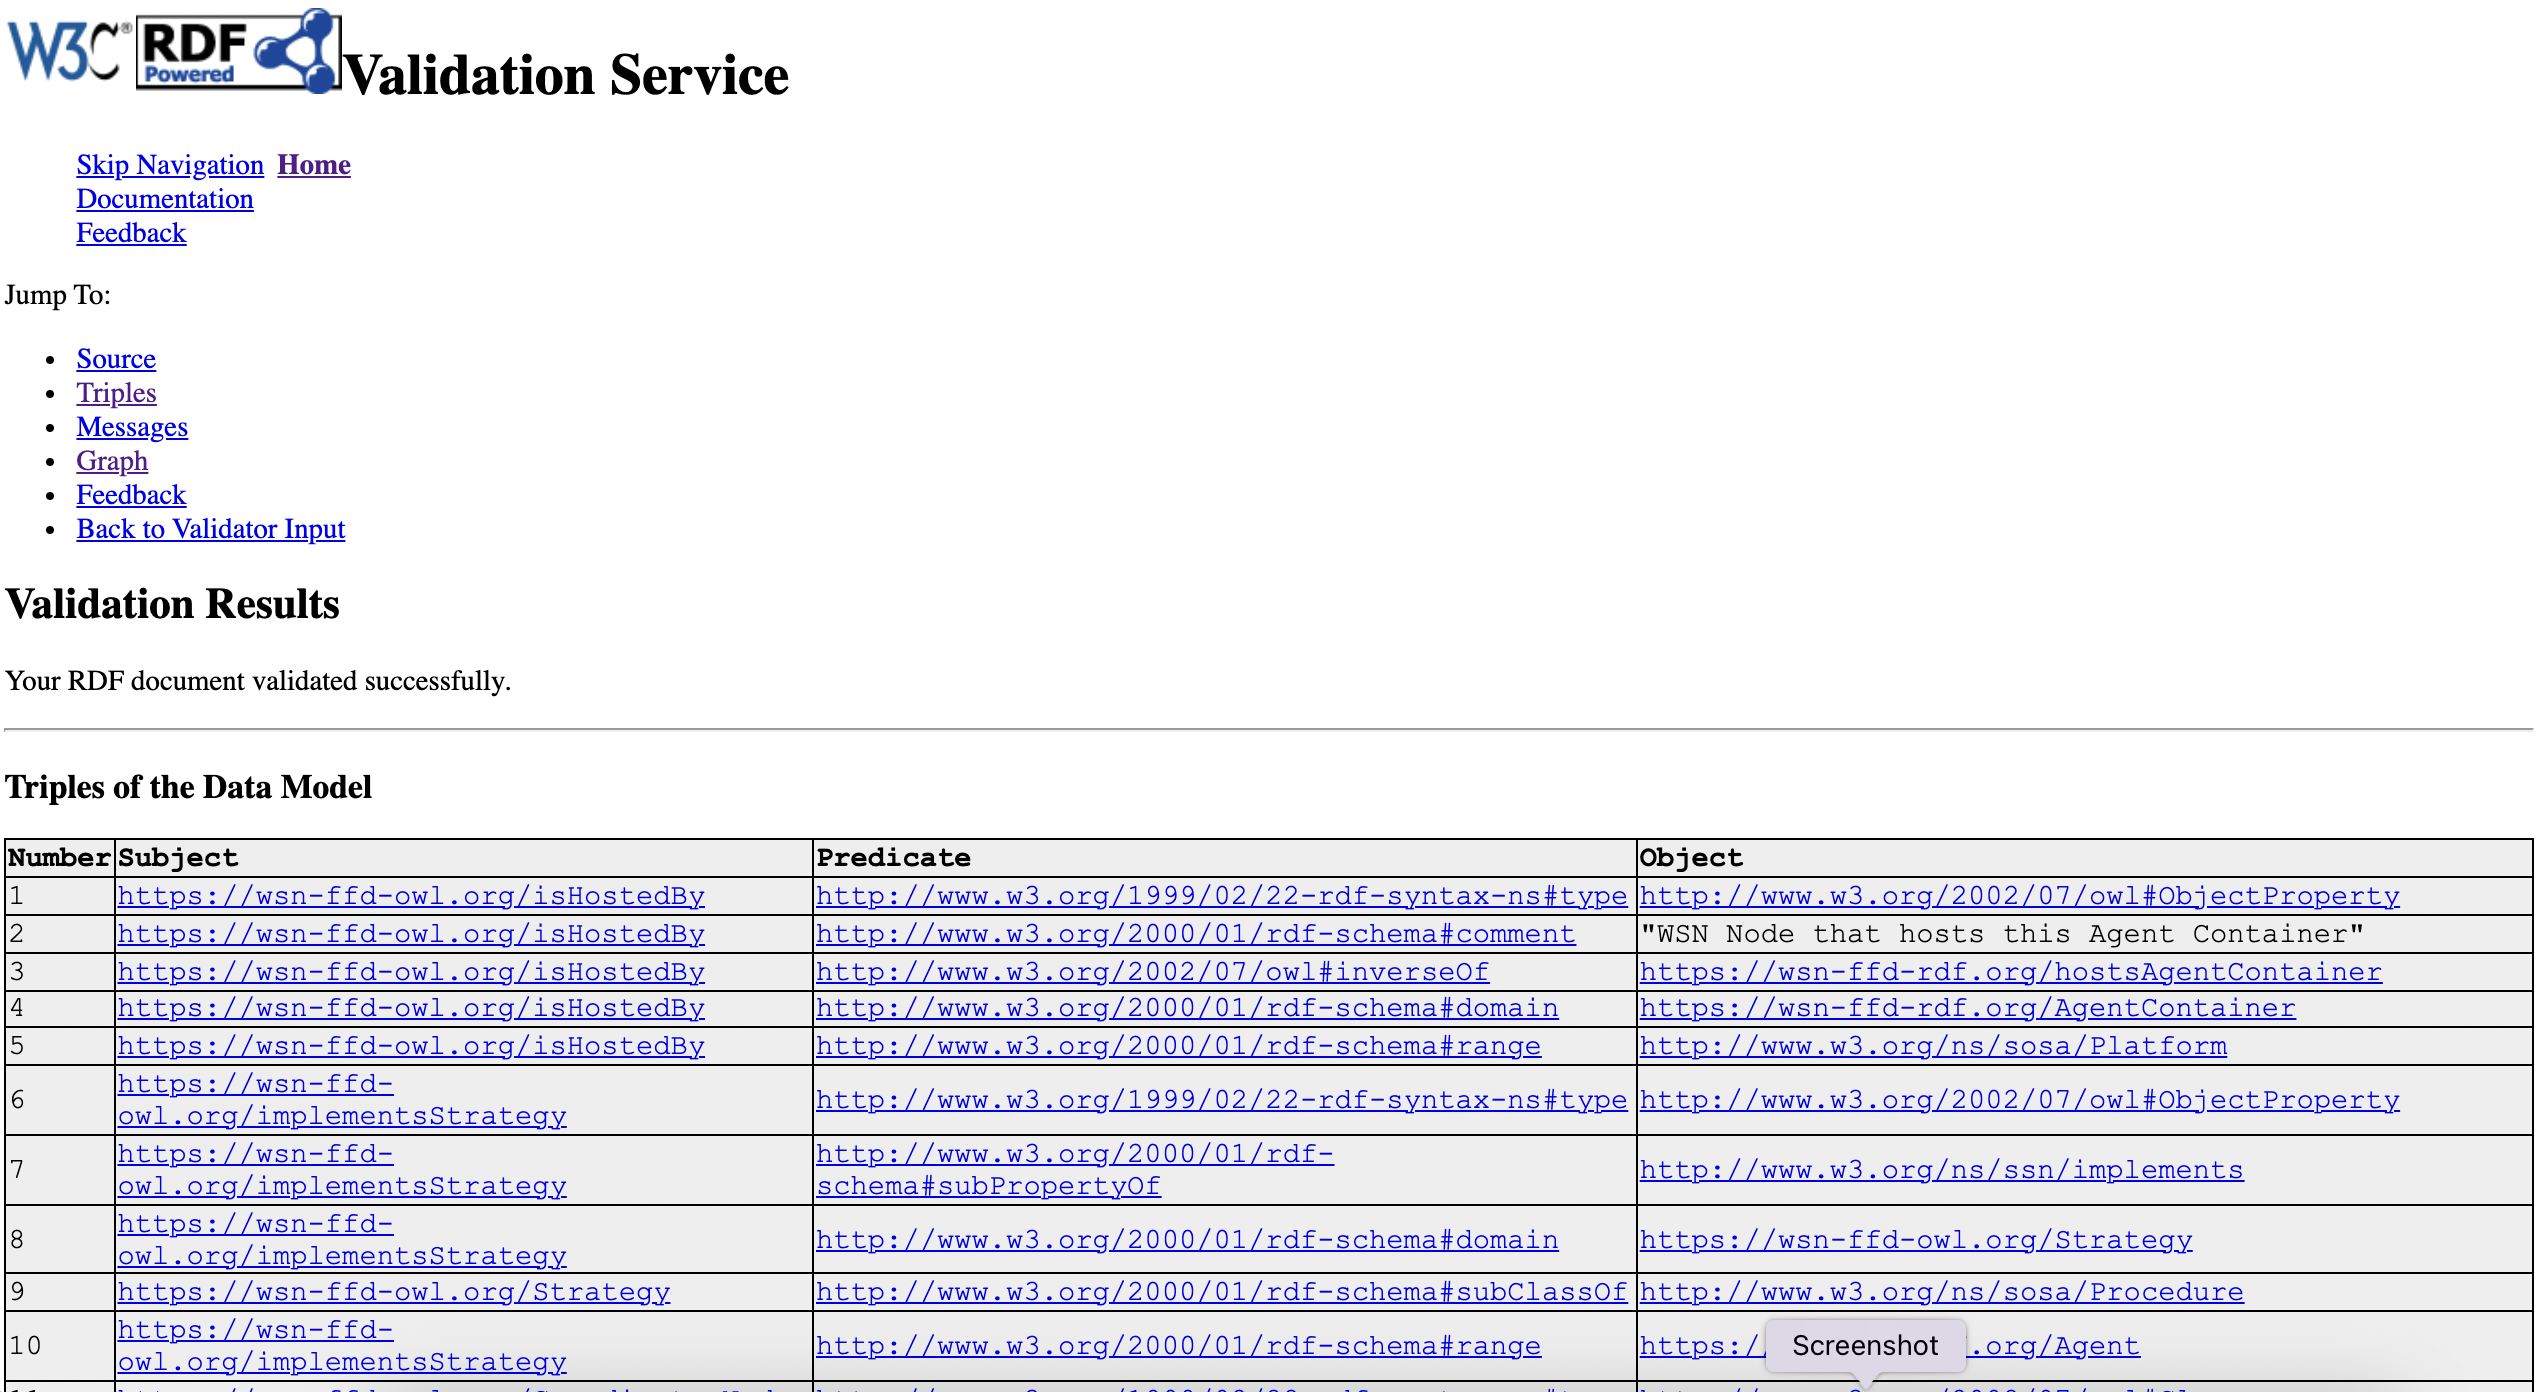 W3C® RDF Powered Validation Service
Skip Navigation Home
Documentation
Feedback
Jump To:
• Source
• Triples
• Messages
• Graph
• Feedback
• Back to Validator Input
Validation Results
Your RDF document validated successfully.
Triples of the Data Model
Number Subject Predicate Object
1 https://wsn-ffd-owl.org/isHostedBy http://www.w3.org/1999/02/22-rdf-syntax-ns#type http://www.w3.org/2002/07/owl#ObjectProperty
2 https://wsn-ffd-owl.org/isHostedBy http://www.w3.org/2000/01/rdf-schema#comment "WSN Node that hosts this Agent Container"
3 https://wsn-ffd-owl.org/isHostedBy http://www.w3.org/2002/07/owl#inverseOf https://wsn-ffd-rdf.org/hostsAgentContainer
4 https://wsn-ffd-owl.org/isHostedBy http://www.w3.org/2000/01/rdf-schema#domain https://wsn-ffd-rdf.org/AgentContainer
5 https://wsn-ffd-owl.org/isHostedBy http://www.w3.org/2000/01/rdf-schema#range http://www.w3.org/ns/sosa/Platform
6 https://wsn-ffd-
owl.org/implementsStrategy http://www.w3.org/1999/02/22-rdf-syntax-ns#type http://www.w3.org/2002/07/owl#ObjectProperty
7 https://wsn-ffd-
owl.org/implementsStrategy http://www.w3.org/2000/01/rdf-
schema#subPropertyOf http://www.w3.org/ns/ssn/implements
8 https://wsn-ffd-
owl.org/implementsStrategy http://www.w3.org/2000/01/rdf-schema#domain https://wsn-ffd-owl.org/Strategy
9 https://wsn-ffd-owl.org/Strategy http://www.w3.org/2000/01/rdf-schema#subClassOf http://www.w3.org/ns/sosa/Procedure
10 https://wsn-ffd-
owl.org/implementsStrategy http://www.w3.org/2000/01/rdf-schema#range https:/ .org/Agent
Screenshot